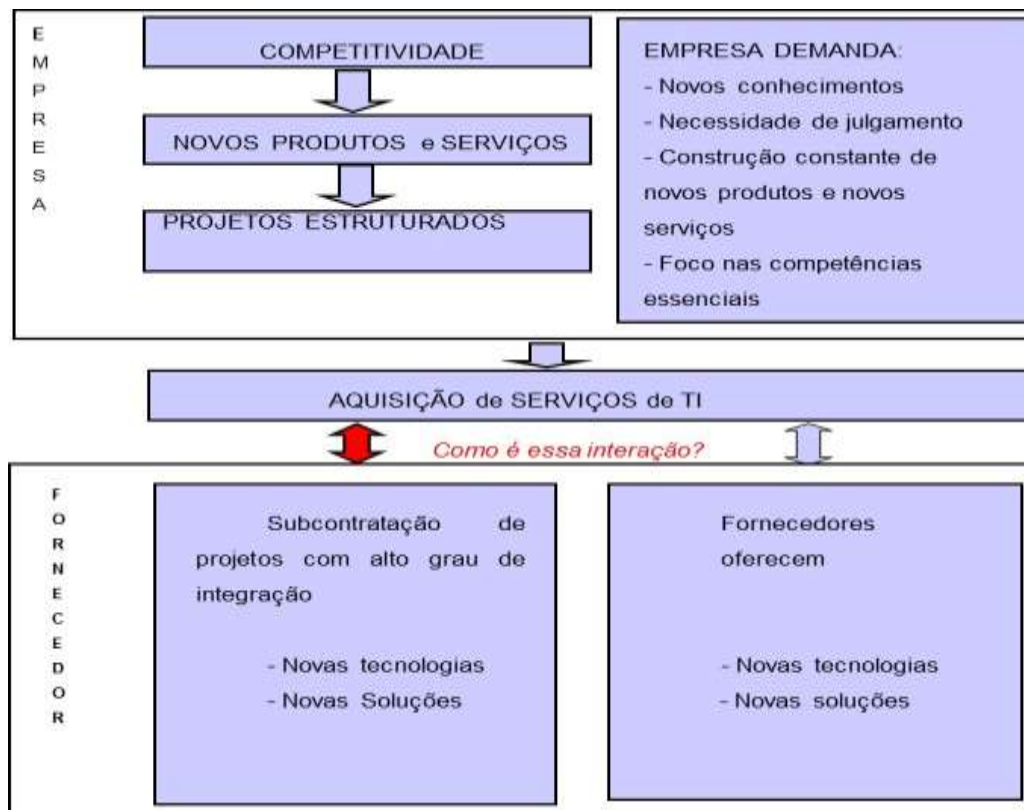 EMPRESA
COMPETITIVIDADE
NOVOS PRODUTOS e SERVIÇOS
PROJETOS ESTRUTURADOS
EMPRESA DEMANDA:
- Novos conhecimentos
- Necessidade de julgamento
- Construção constante de
novos produtos e novos
serviços
- Foco nas competências
essenciais
AQUISIÇÃO de SERVIÇOS de TI
Como é essa interação?
FORNECEDOR
Subcontratação de
projetos com alto grau de
integração
- Novas tecnologias
- Novas Soluções
Fornecedores
oferecem
- Novas tecnologias
- Novas soluções